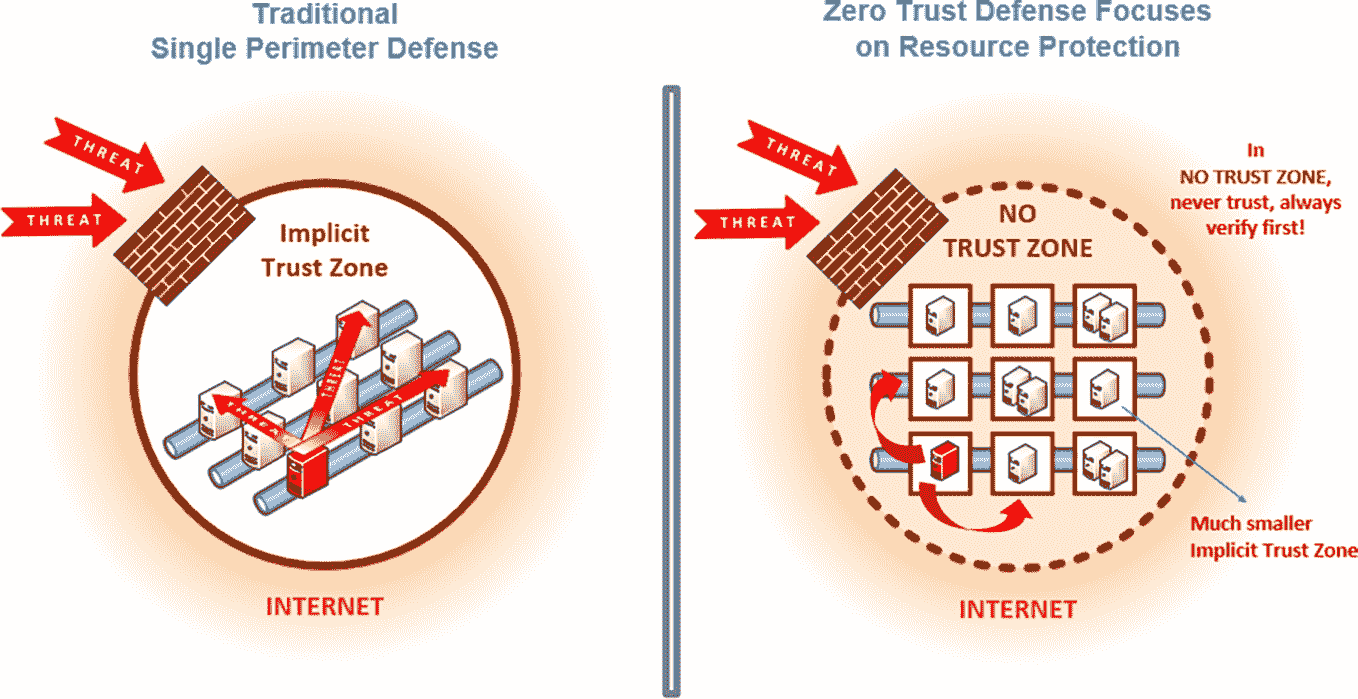 Traditional
Single Perimeter Defense
THREAT
THREAT
Implicit
Trust Zone
THREAT
THREAT
THREAT
INTERNET
Zero Trust Defense Focuses
on Resource Protection
THREAT
THREAT
NO
TRUST ZONE
In
NO TRUST ZONE,
never trust, always
verify first!
Much smaller
Implicit Trust Zone
INTERNET